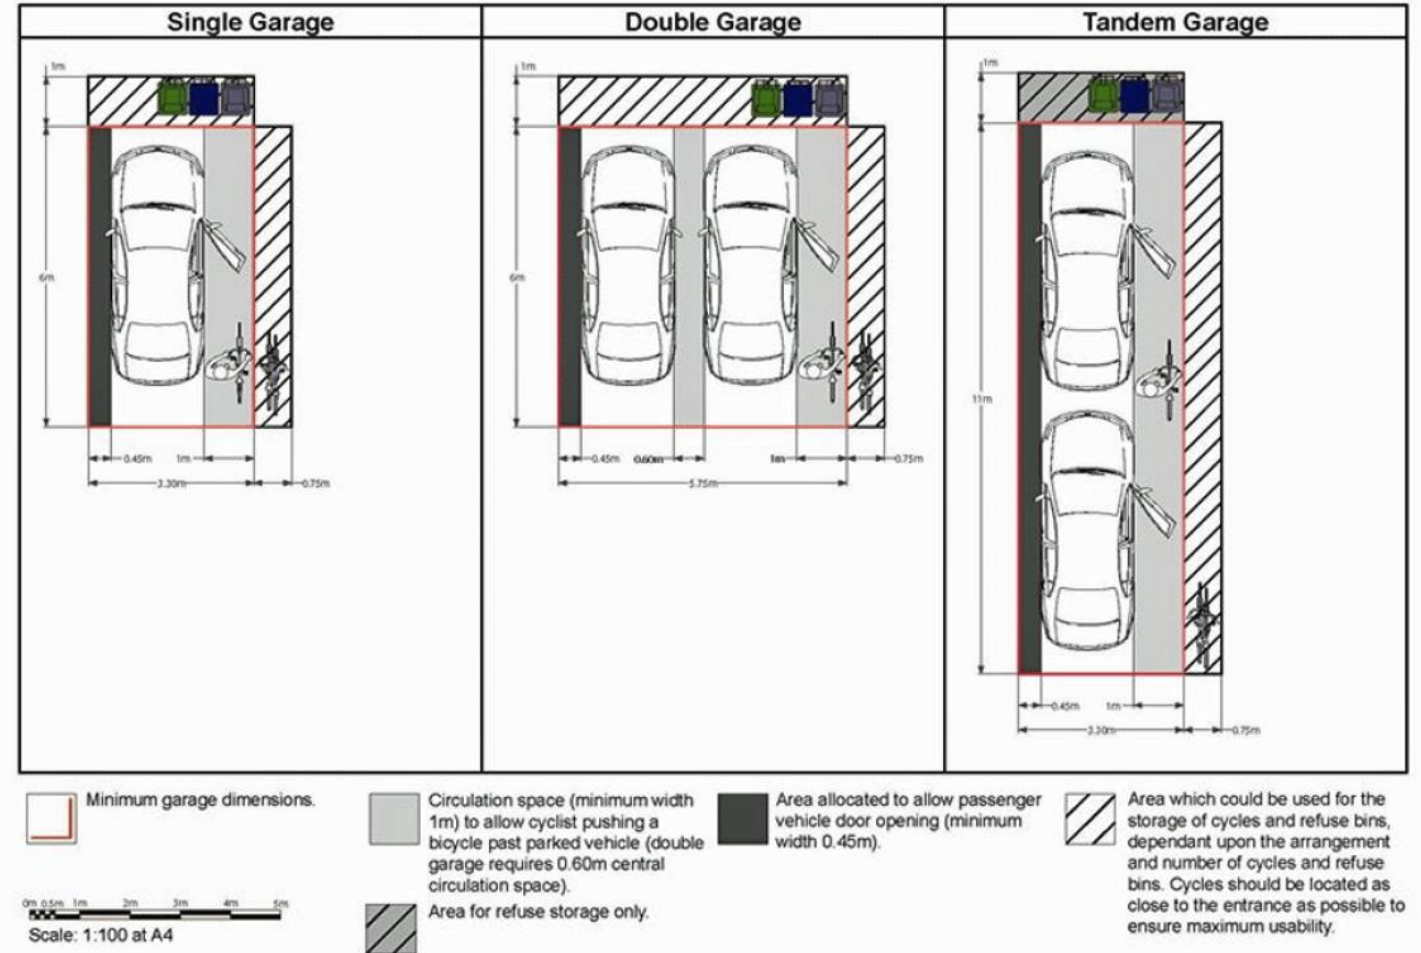 Single Garage
Double Garage
Tandem Garage
1m
6m
0.45m 1m
3.30m 0.75m
1m
6m
0.45m 0.60m 1m 0.75m
5.75m
1m
11m
0.45m 1m
3.30m 0.75m
Minimum garage dimensions.
Circulation space (minimum width
1m) to allow cyclist pushing a
bicycle past parked vehicle (double
garage requires 0.60m central
circulation space).
Area for refuse storage only.
Area allocated to allow passenger
vehicle door opening (minimum
width 0.45m).
Area which could be used for the
storage of cycles and refuse bins,
dependant upon the arrangement
and number of cycles and refuse
bins. Cycles should be located as
close to the entrance as possible to
ensure maximum usability.
0m 0.5m 1m 2m 3m 4m 5m
Scale: 1:100 at A4